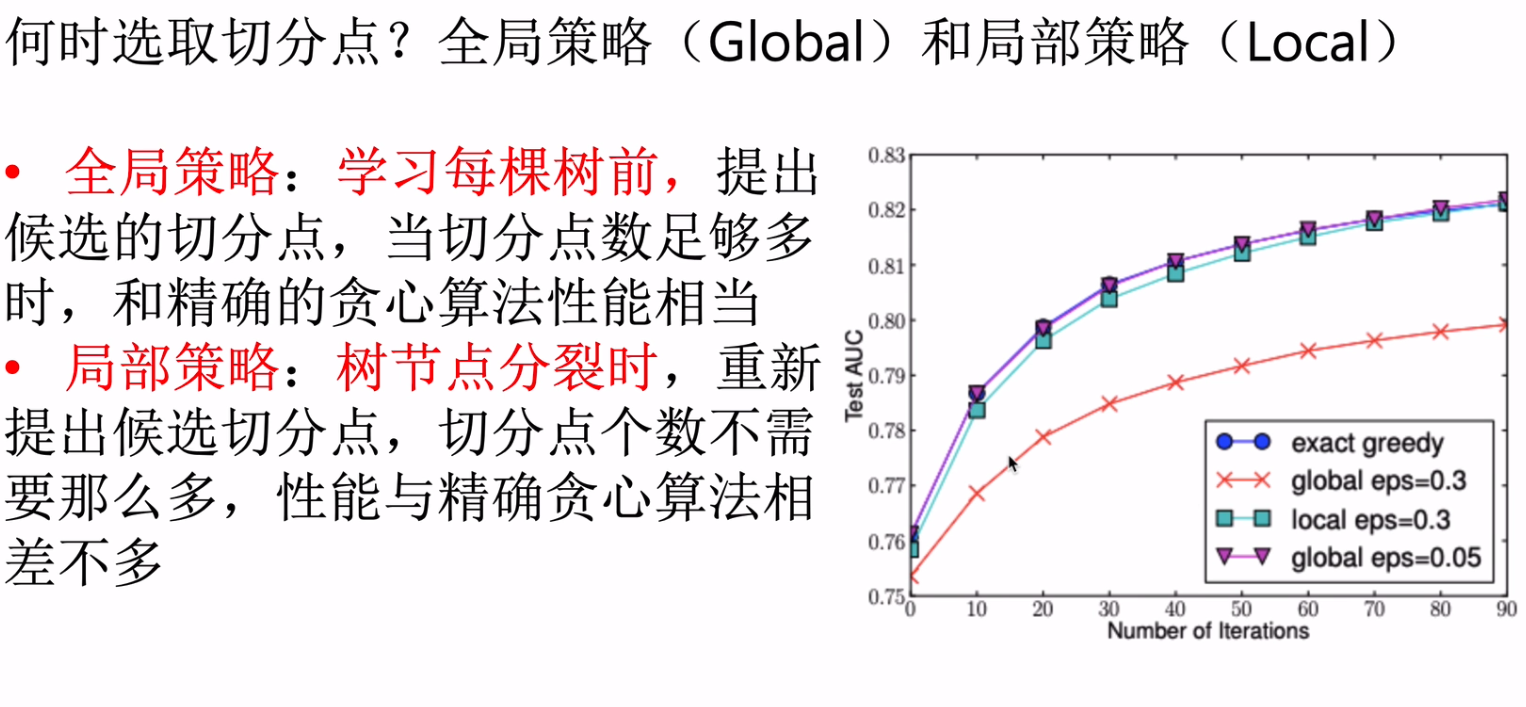 何时选取切分点？全局策略（Global）和局部策略（Local）
• 全局策略：学习每棵树前，提出
候选的切分点，当切分点数足够多
时，和精确的贪心算法性能相当
• 局部策略：树节点分裂时，重新
提出候选切分点，切分点个数不需
要那么多，性能与精确贪心算法相
差不多
0.83
0.82
0.81
0.80
0.79
0.78
0.77
0.76
0.75
Test AUC
exact greedy
global eps=0.3
local eps=0.3
global eps=0.05
0 10 20 30 40 50 60 70 80 90
Number of Iterations